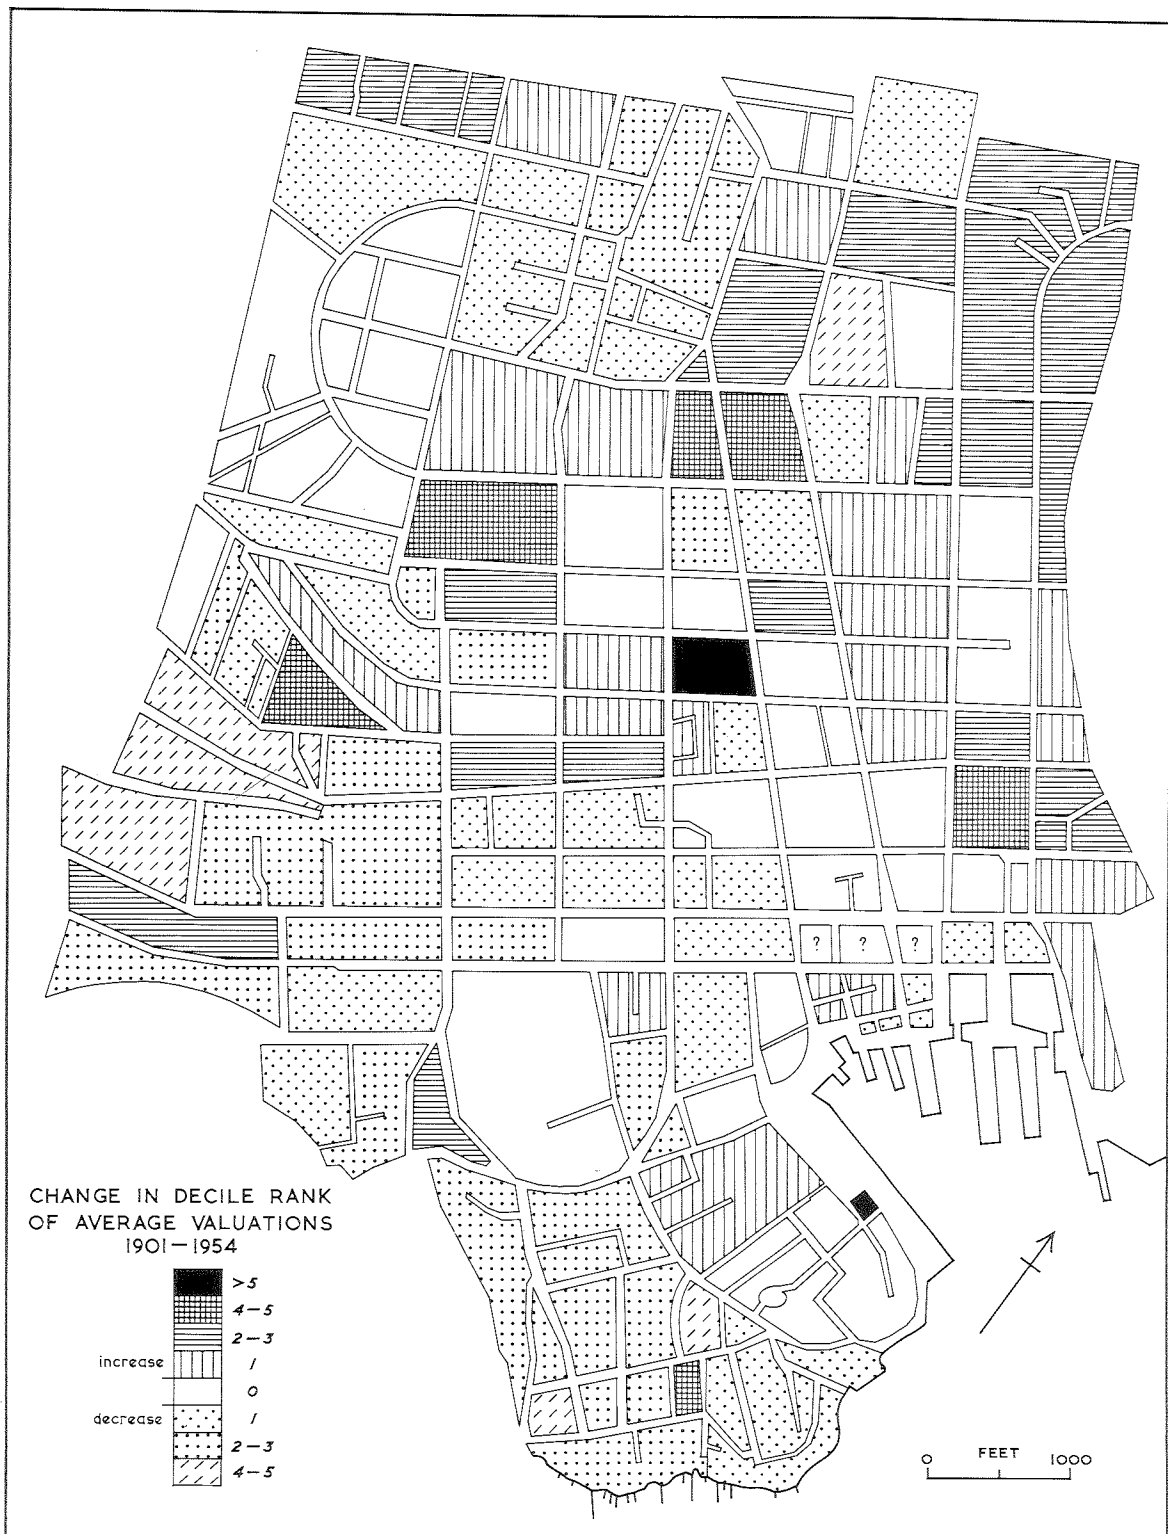 ? ? ?
CHANGE IN DECILE RANK
OF AVERAGE VALUATIONS
1901—1954
>5
4-5
2-3
increase 1
0
decrease 1
2-3
4-5
0 FEET 1000